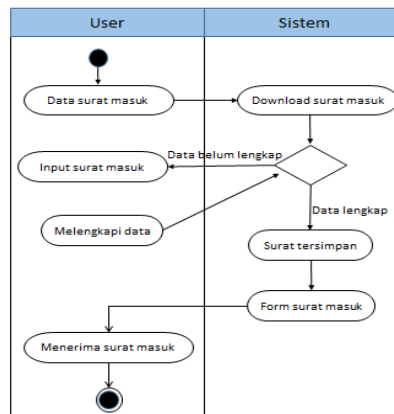 User
Sistem
Data surat masuk
Download surat masuk
Data belum lengkap
Input surat masuk
Data lengkap
Melengkapi data
Surat tersimpan
Form surat masuk
Menerima surat masuk